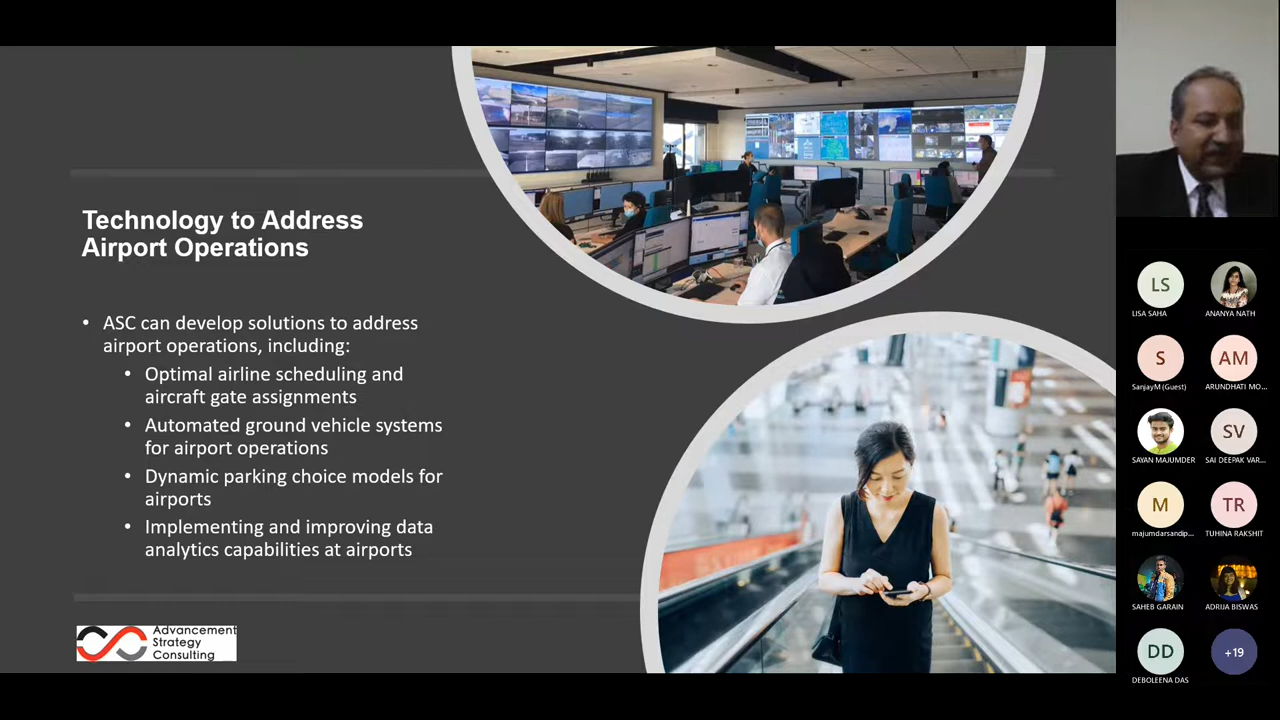 Technology to Address
Airport Operations
• ASC can develop solutions to address
airport operations, including:
• Optimal airline scheduling and
aircraft gate assignments
• Automated ground vehicle systems
for airport operations
• Dynamic parking choice models for
airports
• Implementing and improving data
analytics capabilities at airports
Advancement
Strategy
Consulting
LS
LISA SAHA
ANANYA NATH
S
SanjayM (Guest)
AM
ARUNDHATI MO...
SAYAN MAJUMDER
SV
SAI DEEPAK VAR...
M
majumdarsandip...
TR
TUHINA RAKSHIT
SAHEB GARAIN
ADRIJA BISWAS
DD
DEBOLEENA DAS
+19